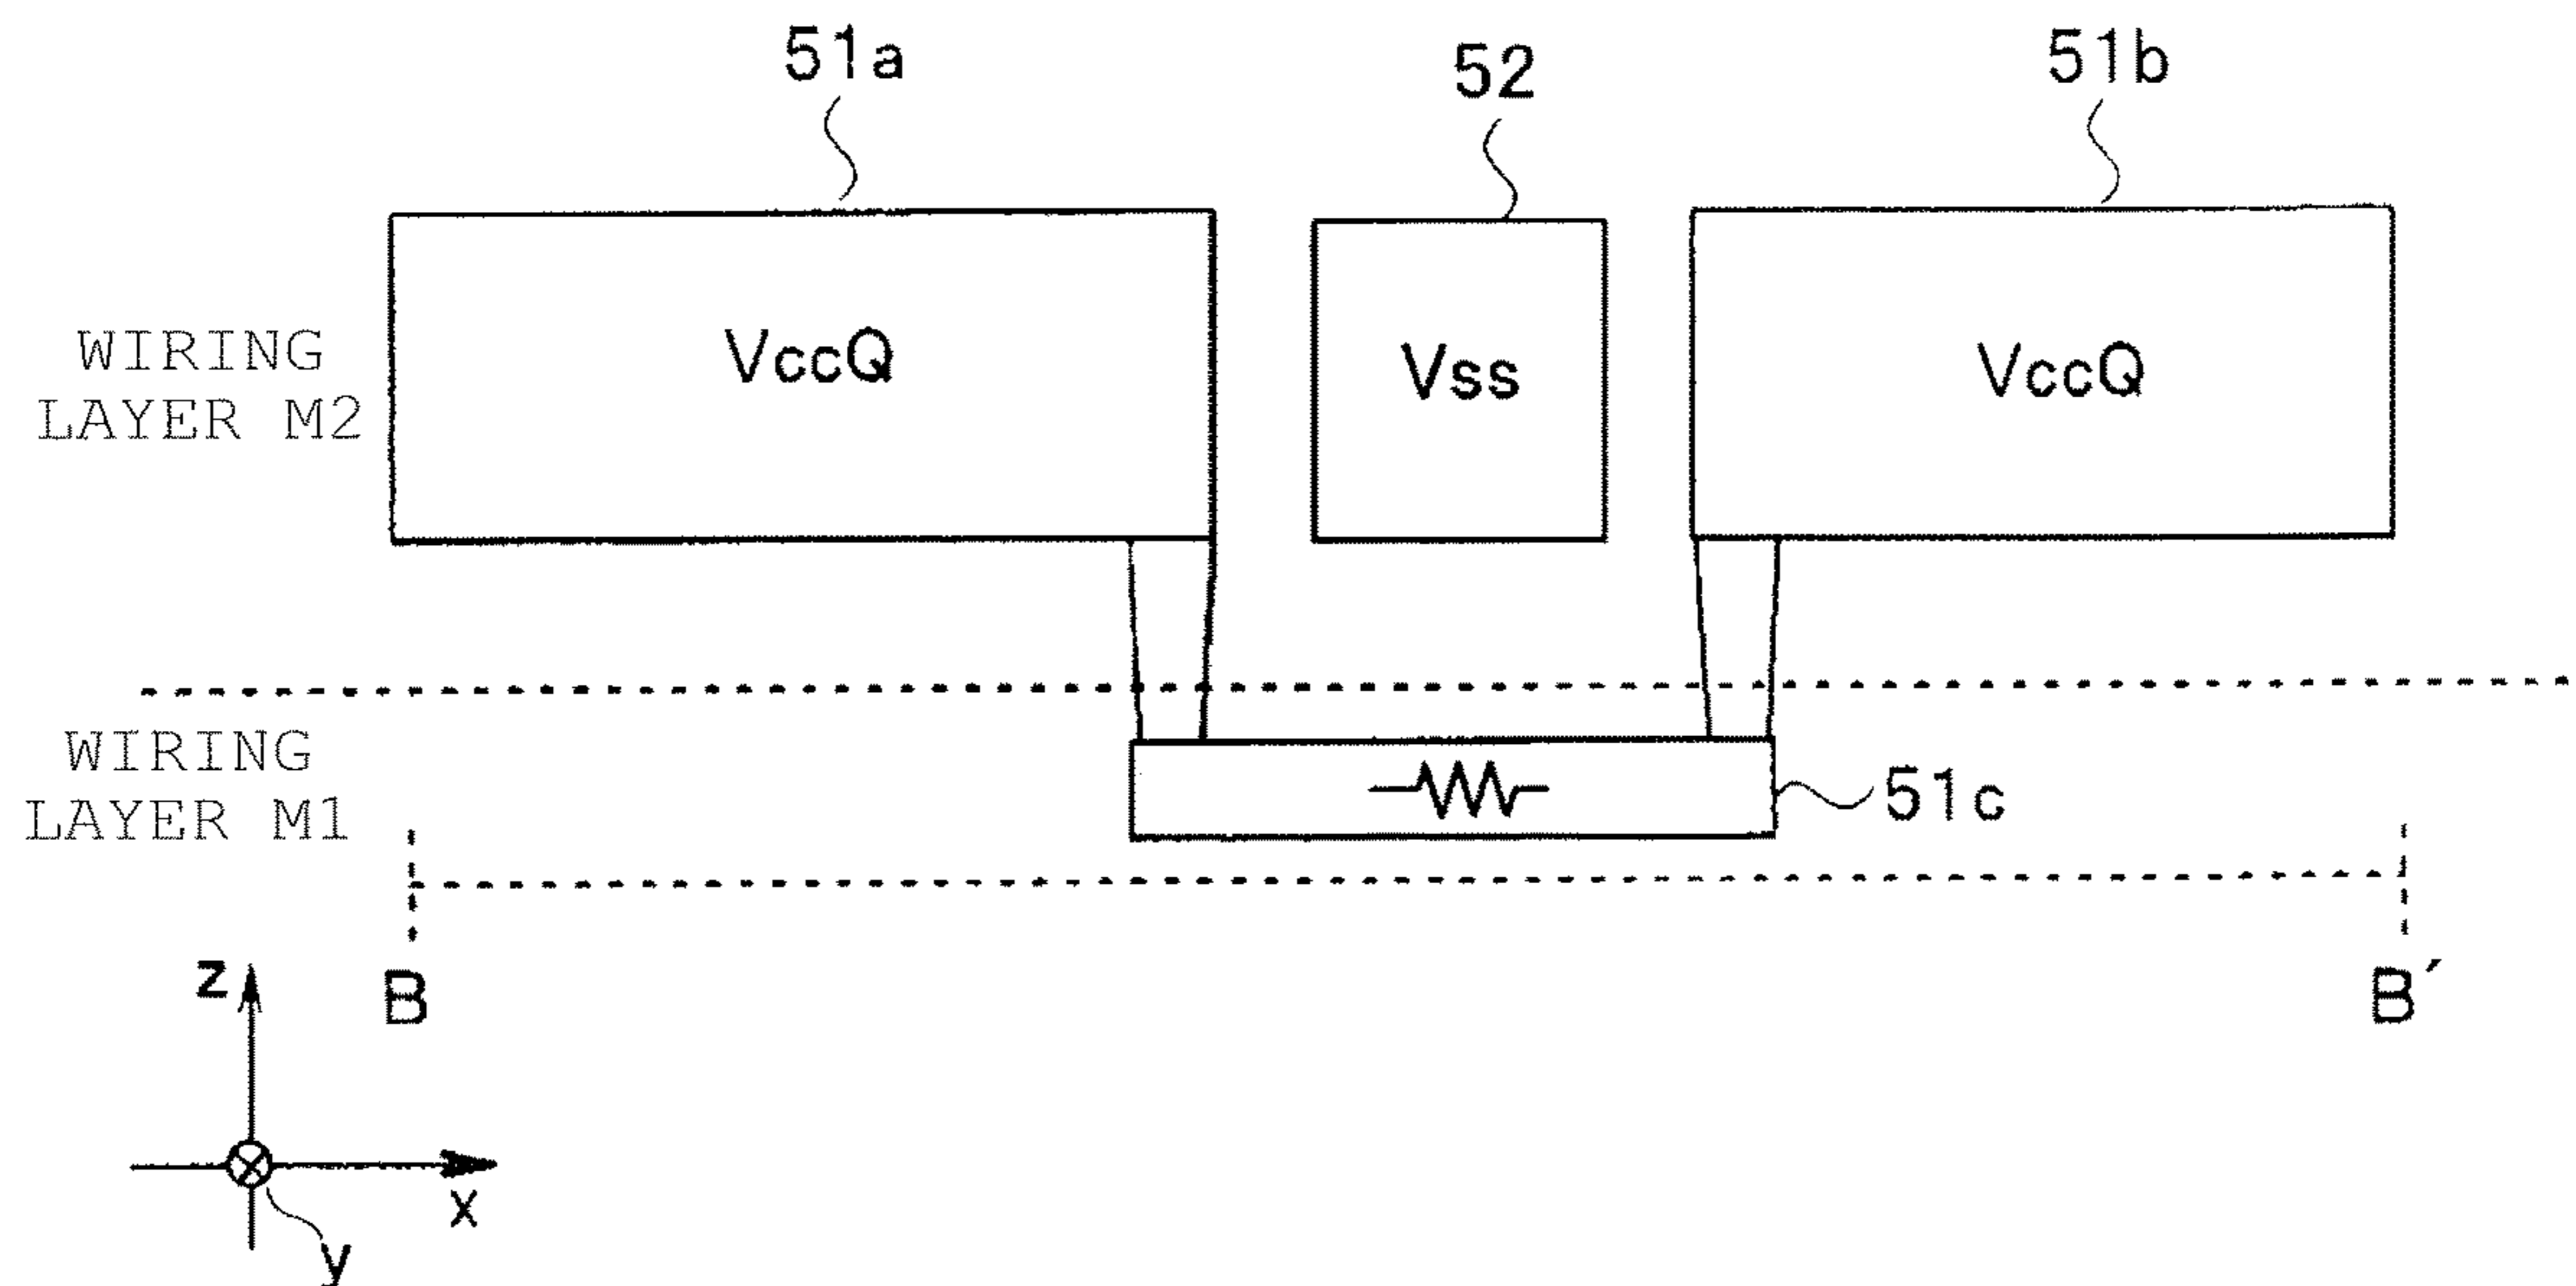 51a
52
51b
WIRING
LAYER M2
VccQ
Vss
VccQ
WIRING
LAYER M1
51c
B
B´
z
x
y